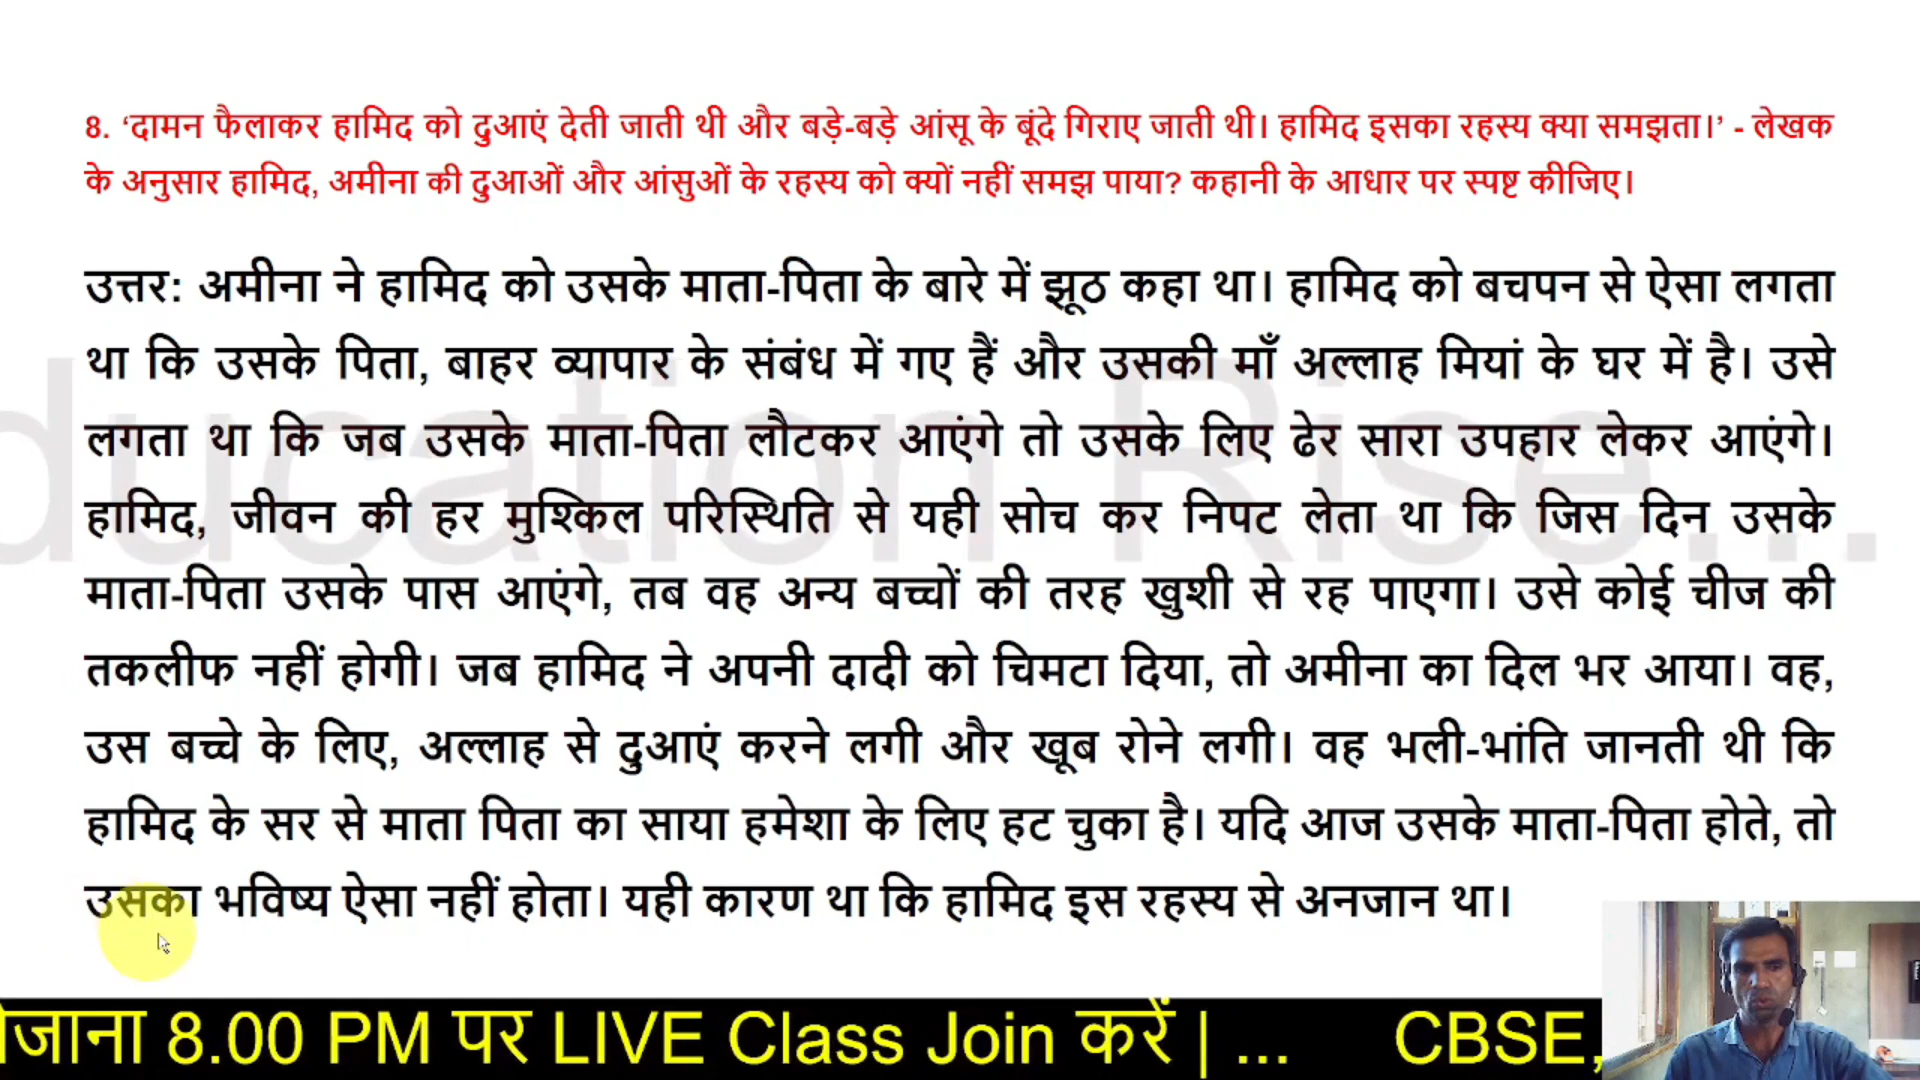 8. ‘दामन फैलाकर हामिद को दुआएं देती जाती थी और बड़े-बड़े आंसू के बूंदे गिराए जाती थी। हामिद इसका रहस्य क्या समझता।’ - लेखक
के अनुसार हामिद, अमीना की दुआओं और आंसुओं के रहस्य को क्यों नहीं समझ पाया? कहानी के आधार पर स्पष्ट कीजिए।
उत्तर: अमीना ने हामिद को उसके माता-पिता के बारे में झूठ कहा था। हामिद को बचपन से ऐसा लगता
था कि उसके पिता, बाहर व्यापार के संबंध में गए हैं और उसकी माँ अल्लाह मियां के घर में है। उसे
लगता था कि जब उसके माता-पिता लौटकर आएंगे तो उसके लिए ढेर सारा उपहार लेकर आएंगे।
हामिद, जीवन की हर मुश्किल परिस्थिति से यही सोच कर निपट लेता था कि जिस दिन उसके
माता-पिता उसके पास आएंगे, तब वह अन्य बच्चों की तरह खुशी से रह पाएगा। उसे कोई चीज की
तकलीफ नहीं होगी। जब हामिद ने अपनी दादी को चिमटा दिया, तो अमीना का दिल भर आया। वह,
उस बच्चे के लिए, अल्लाह से दुआएं करने लगी और खूब रोने लगी। वह भली-भांति जानती थी कि
हामिद के सर से माता पिता का साया हमेशा के लिए हट चुका है। यदि आज उसके माता-पिता होते, तो
उसका भविष्य ऐसा नहीं होता। यही कारण था कि हामिद इस रहस्य से अनजान था।
ducation Rise...
जाना 8.00 PM पर LIVE Class Join करें | ... CBSE,